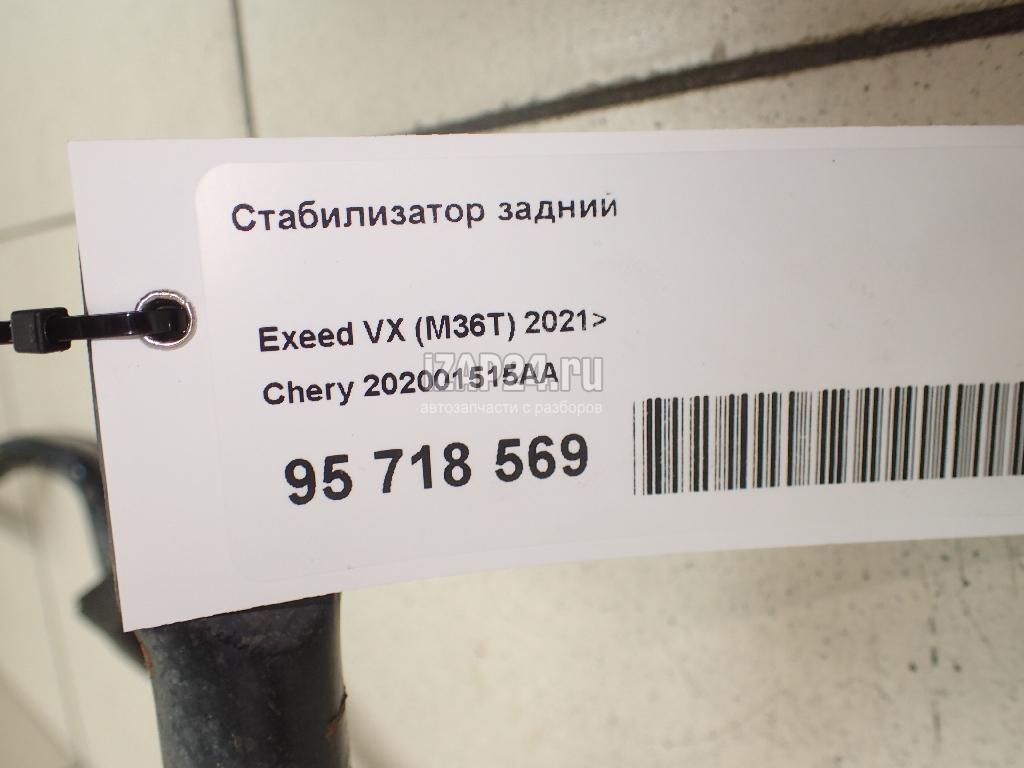 Стабилизатор задний
Exeed VX (M36T) 2021>
iZAP24.ru
Chery 202001515AA
автозапчасти с разборов
95 718 569